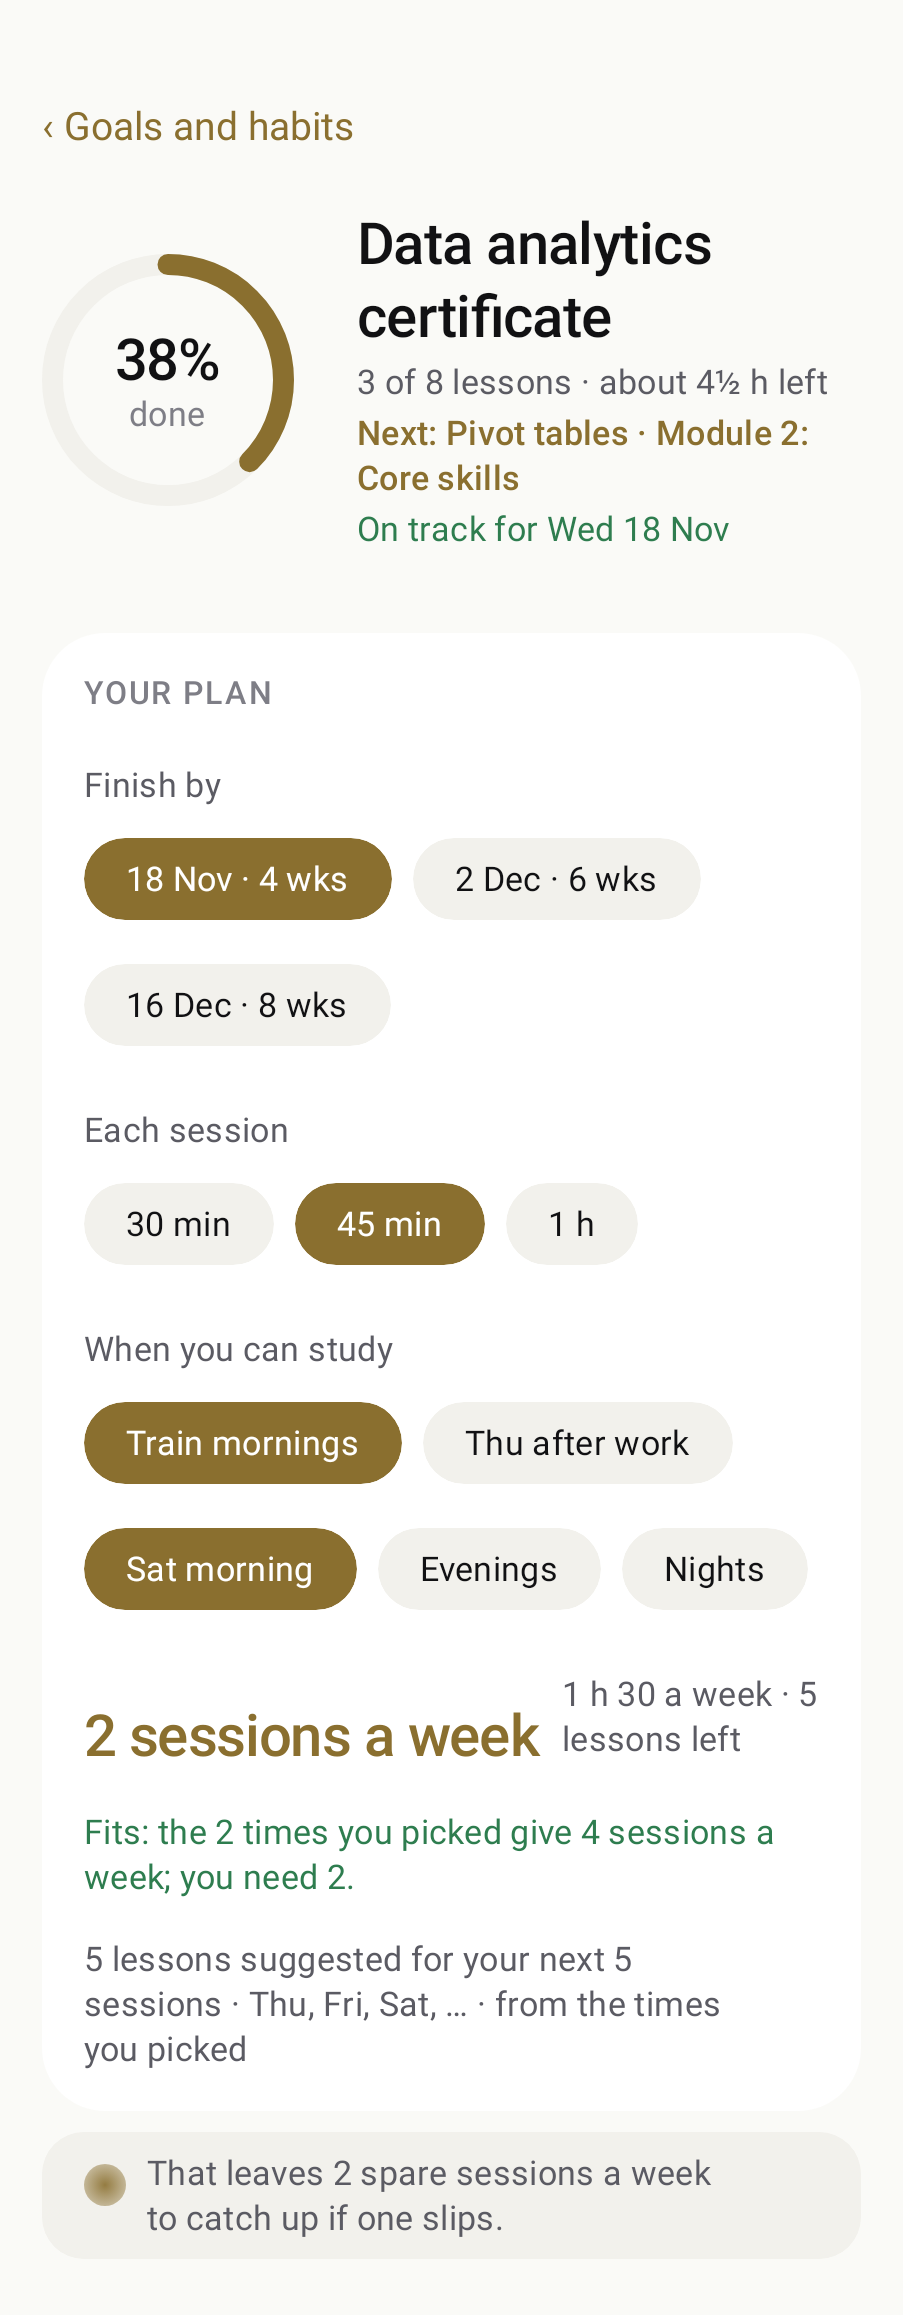 ‹ Goals and habits
38%
done
Data analytics
certificate
3 of 8 lessons · about 4½ h left
Next: Pivot tables · Module 2:
Core skills
On track for Wed 18 Nov
YOUR PLAN
Finish by
18 Nov · 4 wks
2 Dec · 6 wks
16 Dec · 8 wks
Each session
30 min
45 min
1 h
When you can study
Train mornings
Thu after work
Sat morning
Evenings
Nights
2 sessions a week
1 h 30 a week · 5
lessons left
Fits: the 2 times you picked give 4 sessions a
week; you need 2.
5 lessons suggested for your next 5
sessions · Thu, Fri, Sat, … · from the times
you picked
That leaves 2 spare sessions a week
to catch up if one slips.